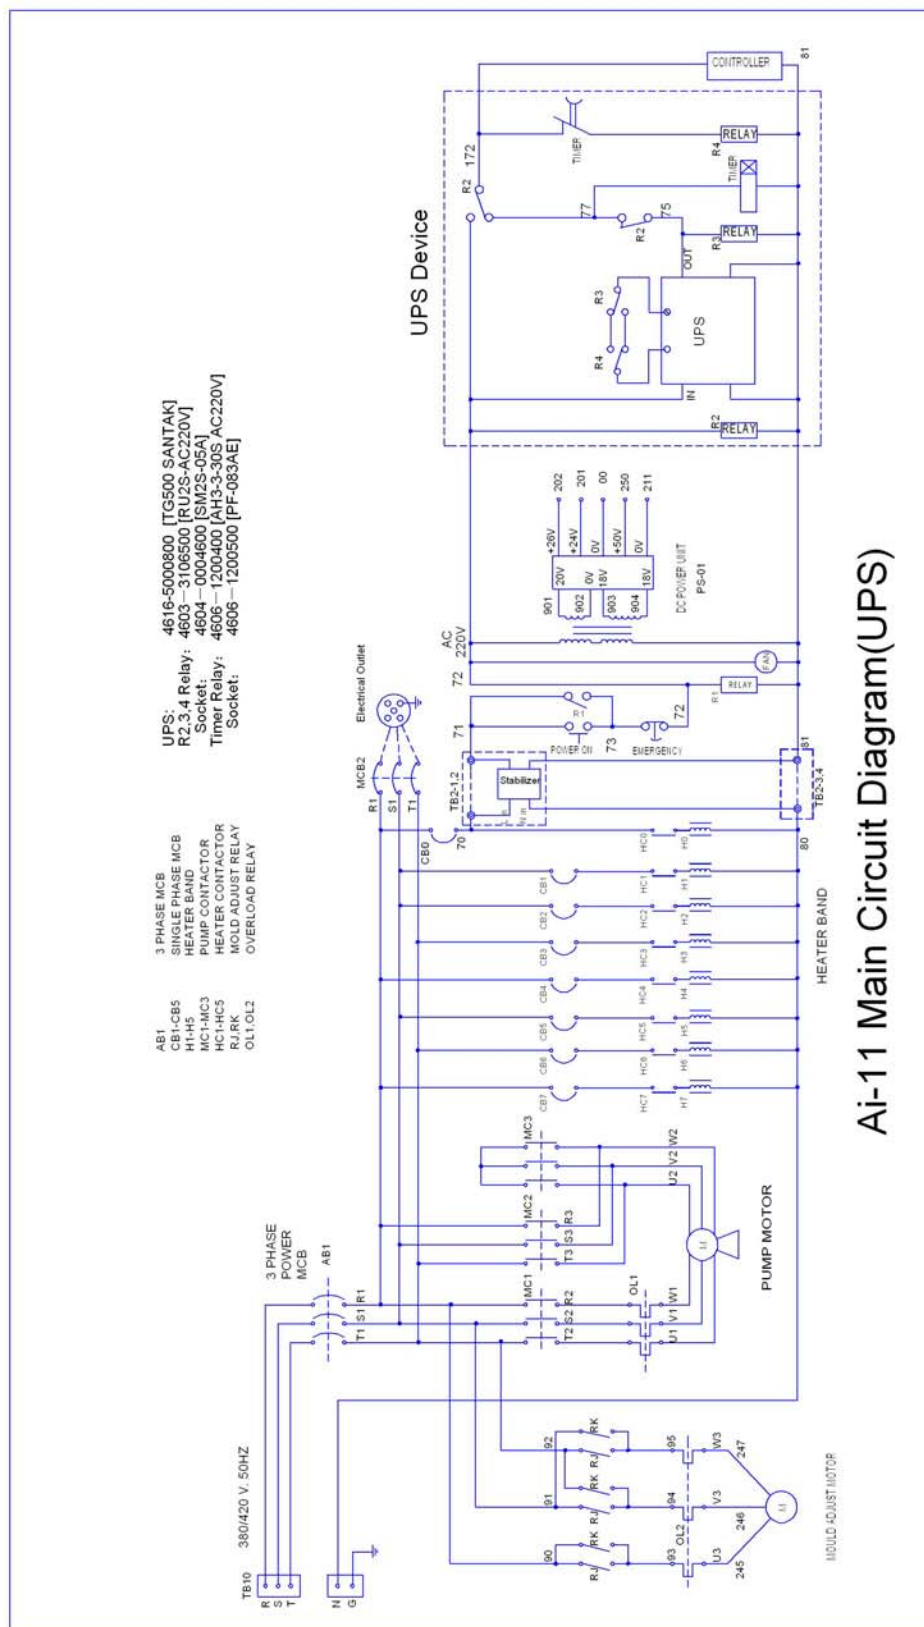 Ai-11 Main Circuit Diagram(UPS)
UPS: 4616-5000800 [TG500 SANTAK]
R2,3,4 Relay: 4603－3106500 [RU2S-AC220V]
Socket: 4604－0004600 [SM2S-05A]
Timer Relay: 4606－1200400 [AH3-3-30S AC220V]
Socket: 4606－1200500 [PF-083AE]
AB1 3 PHASE MCB
CB1-CB5 SINGLE PHASE MCB
H1-H5 HEATER BAND
MC1-MC3 PUMP CONTACTOR
HC1-HC5 HEATER CONTACTOR
RJ.RK MOLD ADJUST RELAY
OL1.OL2 OVERLOAD RELAY
TB10
380/420 V. 50HZ
R
S
T
N
G
3 PHASE
POWER
MCB
AB1
R1
S1
T1
MC1
R2
S2
T2
OL1
W1
V1
U1
MC2
R3
S3
T3
MC3
W2
V2
U2
M
PUMP MOTOR
90
91
92
RK
RJ
RK
RJ
RK
RJ
93
94
95
OL2
U3
V3
W3
245
246
247
M
MOULD ADJUST MOTOR
CB7
CB6
CB5
CB4
CB3
CB2
CB1
CB0
HC7
HC6
HC5
HC4
HC3
HC2
HC1
HC0
H7
H6
H5
H4
H3
H2
H1
H0
HEATER BAND
MCB2
R1
S1
T1
Electrical Outlet
70
80
TB2-1,2
Stabilizer
TB2-3,4
81
71
POWER ON
R1
73
EMERGENCY
72
72
R1
RELAY
FAN
AC
220V
901
902
903
904
20V
0V
18V
18V
+26V
+24V
0V
+50V
0V
202
201
00
250
211
DC POWER UNIT
PS-01
UPS Device
R2
RELAY
IN
UPS
OUT
R4
R3
R3
RELAY
R2
75
77
R2
172
TIMER
TIMER
R4
RELAY
CONTROLLER
81